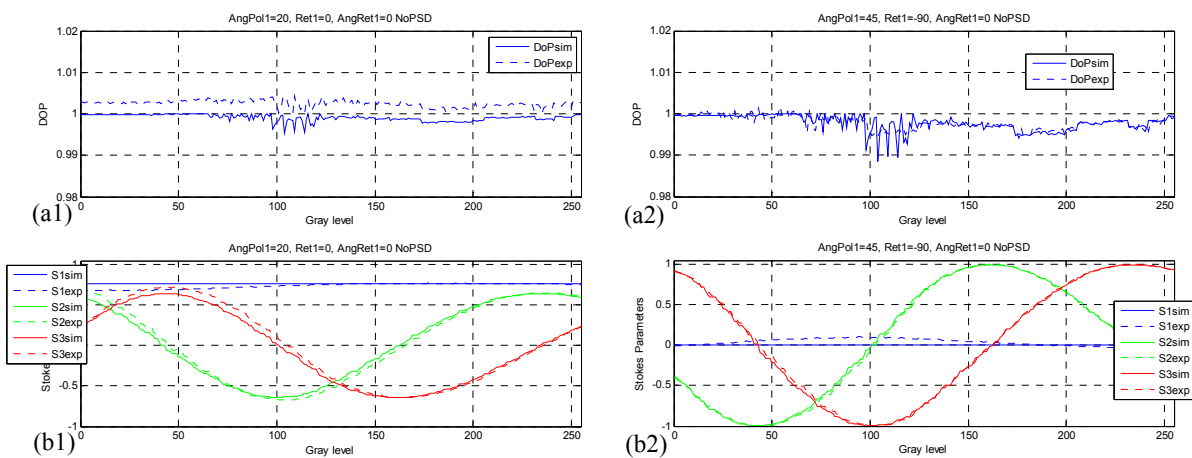 AngPol1=20, Ret1=0, AngRet1=0 NoPSD
1.02
1.01
1
0.99
0.98
DOP
DoPsim
DoPexp
0 50 100 150 200 250
Gray level
(a1)
AngPol1=45, Ret1=-90, AngRet1=0 NoPSD
1.02
1.01
1
0.99
0.98
DOP
DoPsim
DoPexp
0 50 100 150 200 250
Gray level
(a2)
AngPol1=20, Ret1=0, AngRet1=0 NoPSD
1
-0.5
-1
S1sim
S1exp
S2sim
S2exp
S3sim
S3exp
0 50 100 150 200 250
Gray level
(b1)
AngPol1=45, Ret1=-90, AngRet1=0 NoPSD
1
0.5
0
-0.5
-1
Stokes Parameters
S1sim
S1exp
S2sim
S2exp
S3sim
S3exp
0 50 100 150 200 250
Gray level
(b2)